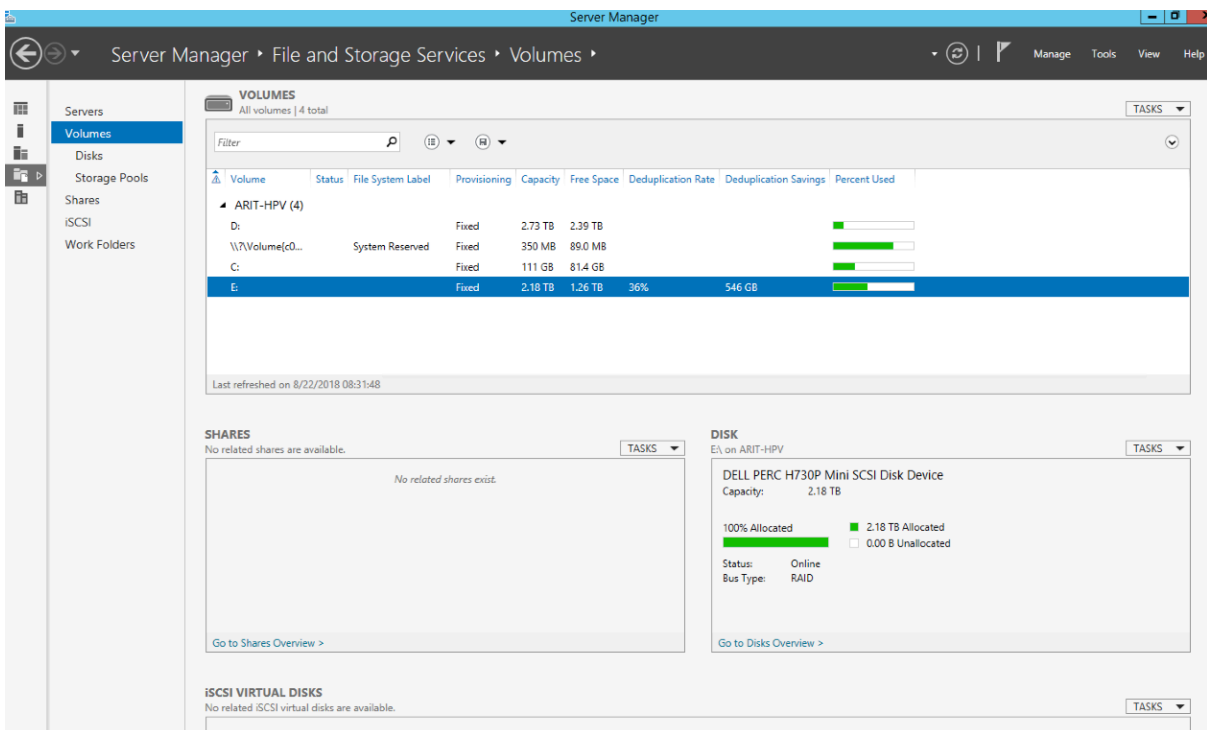 Server Manager
Server Manager ‣ File and Storage Services ‣ Volumes ‣
Manage Tools View Help
Servers
Volumes
Disks
Storage Pools
Shares
iSCSI
Work Folders
VOLUMES
All volumes | 4 total
TASKS
Filter
Volume Status File System Label Provisioning Capacity Free Space Deduplication Rate Deduplication Savings Percent Used
ARIT-HPV (4)
D: Fixed 2.73 TB 2.39 TB
\\?\Volume{c0... System Reserved Fixed 350 MB 89.0 MB
C: Fixed 111 GB 81.4 GB
E: Fixed 2.18 TB 1.26 TB 36% 546 GB
Last refreshed on 8/22/2018 08:31:48
SHARES
No related shares are available.
TASKS
No related shares exist.
Go to Shares Overview >
DISK
E:\ on ARIT-HPV
TASKS
DELL PERC H730P Mini SCSI Disk Device
Capacity: 2.18 TB
100% Allocated
2.18 TB Allocated
0.00 B Unallocated
Status: Online
Bus Type: RAID
Go to Disks Overview >
iSCSI VIRTUAL DISKS
No related iSCSI virtual disks are available.
TASKS